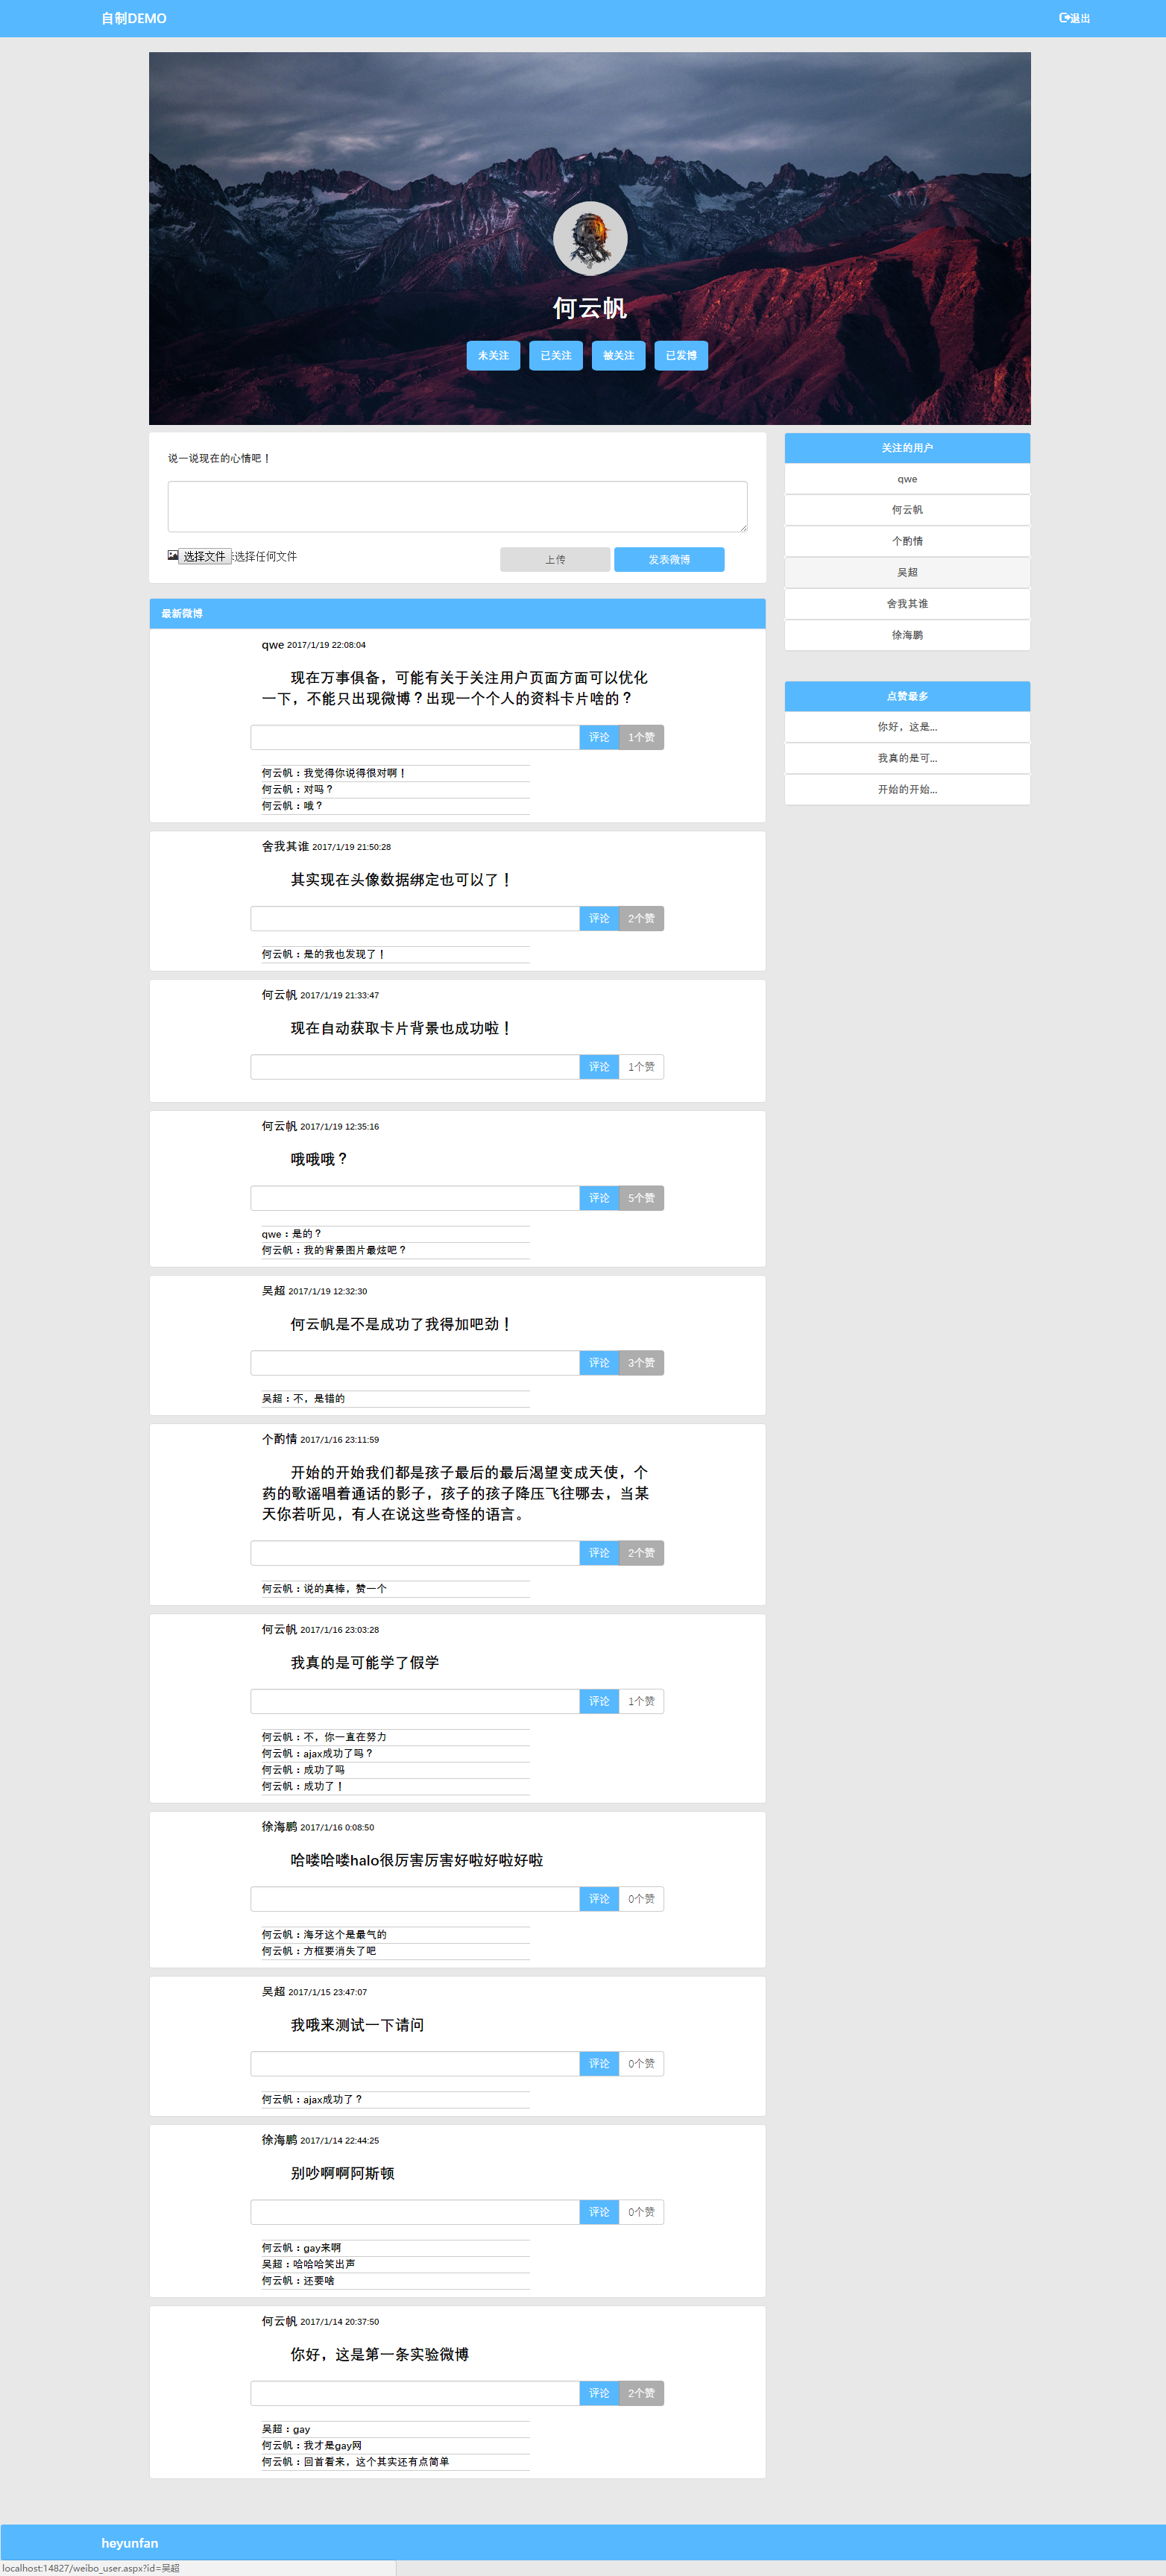 自制DEMO
退出
何云帆
未关注 已关注 被关注 已发博
说一说现在的心情吧！
选择文件 未选择任何文件
上传 发表微博
关注的用户
qwe
何云帆
个酌情
吴超
舍我其谁
徐海鹏
点赞最多
你好，这是...
我真的是可...
开始的开始...
最新微博
qwe 2017/1/19 22:08:04
现在万事俱备，可能有关于关注用户页面方面可以优化
一下，不能只出现微博？出现一个个人的资料卡片啥的？
评论 1个赞
何云帆：我觉得你说得很对啊！
何云帆：对吗？
何云帆：哦？
舍我其谁 2017/1/19 21:50:28
其实现在头像数据绑定也可以了！
评论 2个赞
何云帆：是的我也发现了！
何云帆 2017/1/19 21:33:47
现在自动获取卡片背景也成功啦！
评论 1个赞
何云帆 2017/1/19 12:35:16
哦哦哦？
评论 5个赞
qwe：是的？
何云帆：我的背景图片最炫吧？
吴超 2017/1/19 12:32:30
何云帆是不是成功了我得加吧劲！
评论 3个赞
吴超：不，是错的
个酌情 2017/1/16 23:11:59
开始的开始我们都是孩子最后的最后渴望变成天使，个
药的歌谣唱着通话的影子，孩子的孩子降压飞往哪去，当某
天你若听见，有人在说这些奇怪的语言。
评论 2个赞
何云帆：说的真棒，赞一个
何云帆 2017/1/16 23:03:28
我真的是可能学了假学
评论 1个赞
何云帆：不，你一直在努力
何云帆：ajax成功了吗？
何云帆：成功了吗
何云帆：成功了！
徐海鹏 2017/1/16 0:08:50
哈喽哈喽halo很厉害厉害好啦好啦好啦
评论 0个赞
何云帆：海牙这个是最气的
何云帆：方框要消失了吧
吴超 2017/1/15 23:47:07
我哦来测试一下请问
评论 0个赞
何云帆：ajax成功了？
徐海鹏 2017/1/14 22:44:25
别吵啊啊阿斯顿
评论 0个赞
何云帆：gay来啊
吴超：哈哈哈笑出声
何云帆：还要啥
何云帆 2017/1/14 20:37:50
你好，这是第一条实验微博
评论 2个赞
吴超：gay
何云帆：我才是gay网
何云帆：回首看来，这个其实还有点简单
heyunfan
localhost:14827/weibo_user.aspx?id=吴超